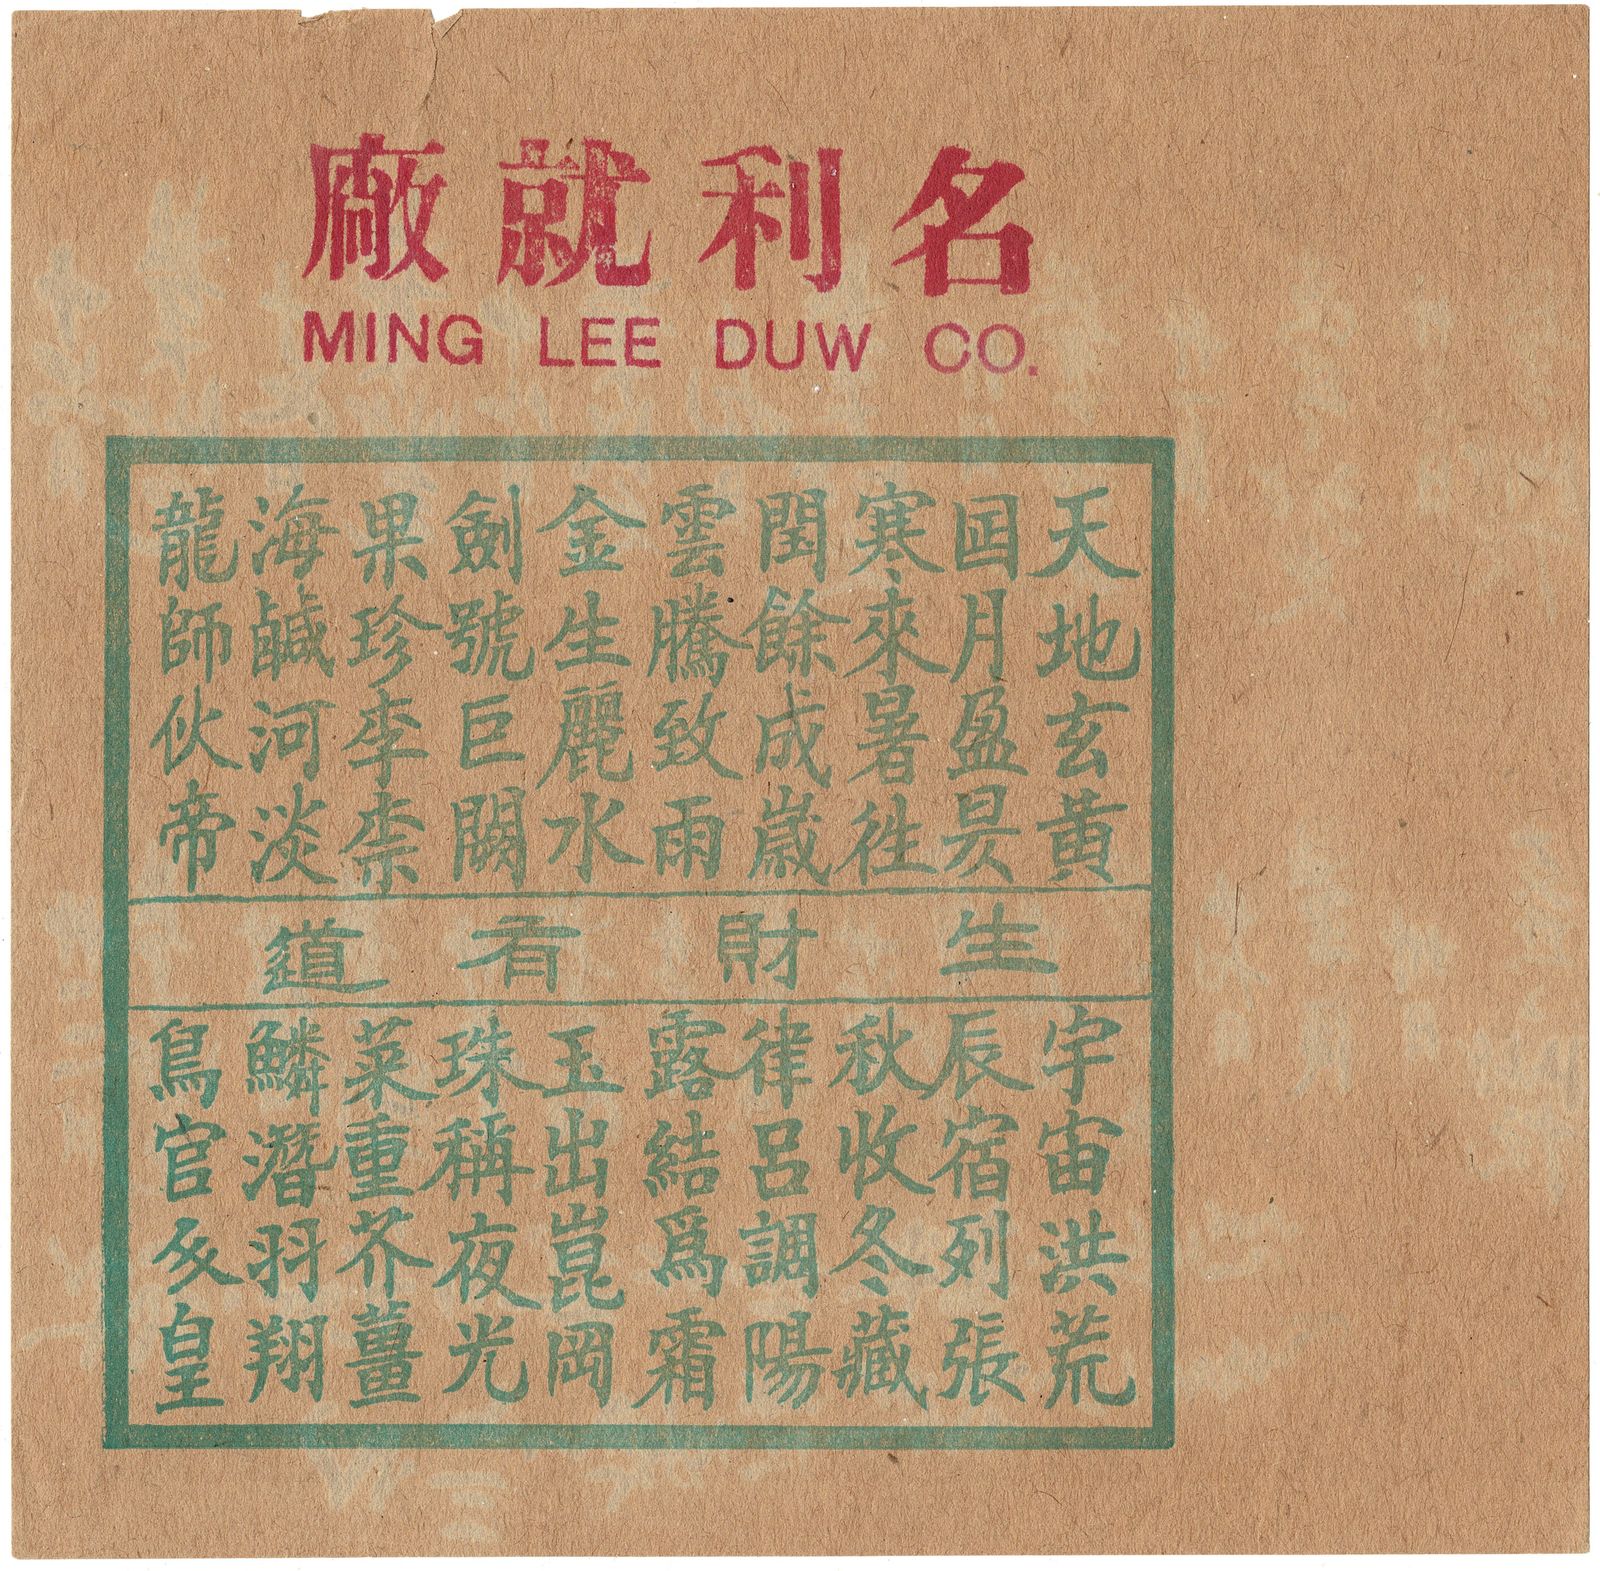 名利就廠
MING LEE DUW CO.
天地玄黃
囸月盈昃
寒來暑往
閏餘成歲
雲騰致雨
金生麗水
劍號巨闕
果珍李柰
海鹹河淡
龍師伙帝
生財有道
宇宙洪荒
辰宿列張
秋收冬藏
律呂調陽
露結爲霜
玉出崑岡
珠稱夜光
菜重芥薑
鱗潛羽翔
鳥官人皇